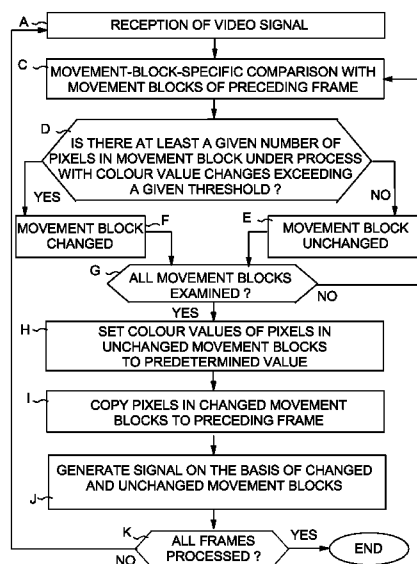 A
RECEPTION OF VIDEO SIGNAL
C
MOVEMENT-BLOCK-SPECIFIC COMPARISON WITH
MOVEMENT BLOCKS OF PRECEDING FRAME
D
IS THERE AT LEAST A GIVEN NUMBER OF
PIXELS IN MOVEMENT BLOCK UNDER PROCESS
WITH COLOUR VALUE CHANGES EXCEEDING
A GIVEN THRESHOLD ?
YES
NO
F
E
MOVEMENT BLOCK
CHANGED
MOVEMENT BLOCK
UNCHANGED
G
ALL MOVEMENT BLOCKS
EXAMINED ?
NO
YES
H
SET COLOUR VALUES OF PIXELS IN
UNCHANGED MOVEMENT BLOCKS
TO PREDETERMINED VALUE
I
COPY PIXELS IN CHANGED MOVEMENT
BLOCKS TO PRECEDING FRAME
GENERATE SIGNAL ON THE BASIS OF CHANGED
AND UNCHANGED MOVEMENT BLOCKS
J
K
ALL FRAMES
PROCESSED ?
YES
NO
END